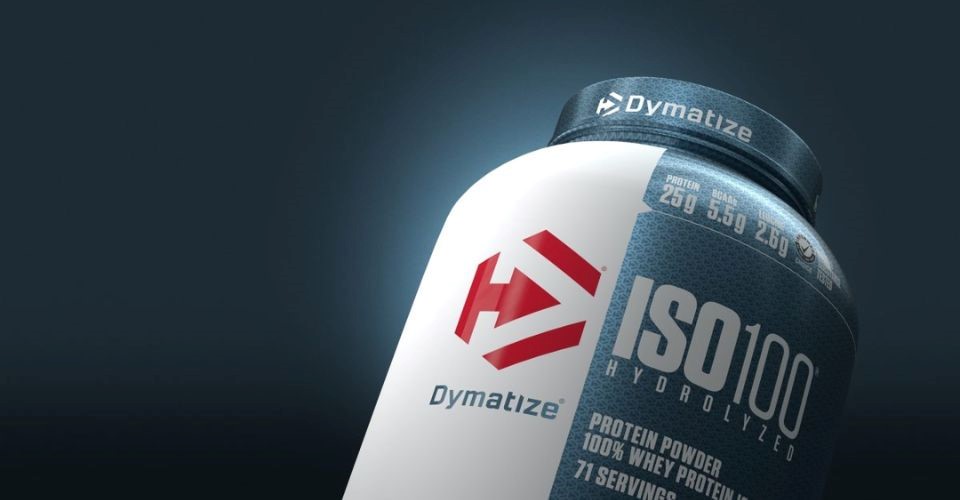 Dymatize
PROTEIN
25g
BCAAs
5.5g
2.6g
Dymatize®
ISO100®
HYDROLYZED
PROTEIN POWDER
100% WHEY PROTEIN
71 SERVINGS